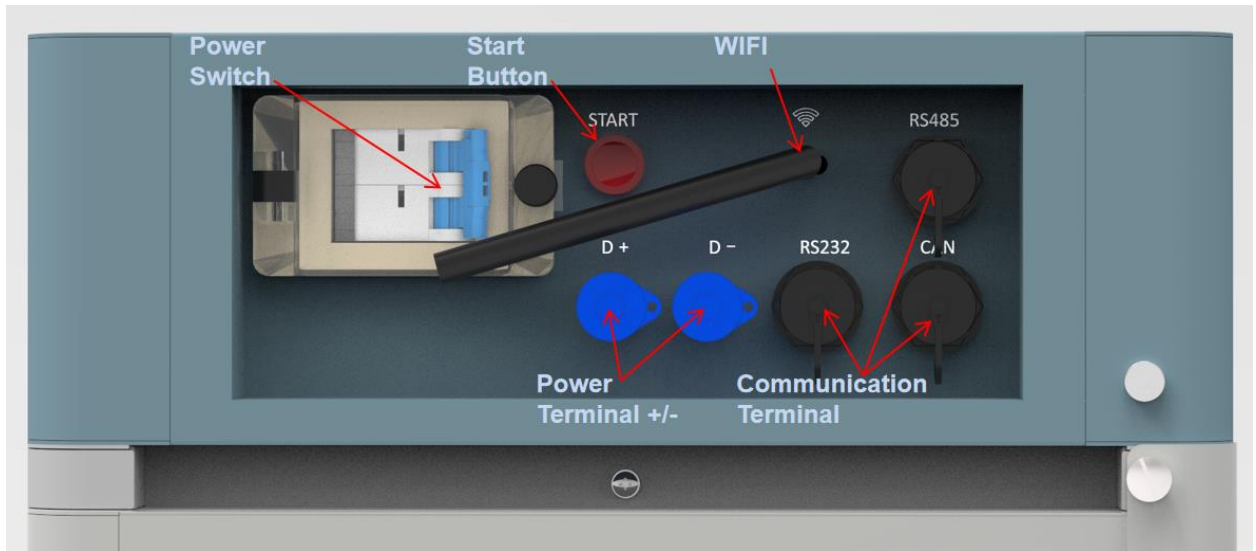 Power
Switch
Start
Button
WIFI
START
RS485
D +
D −
RS232
CAN
Power
Terminal +/-
Communication
Terminal